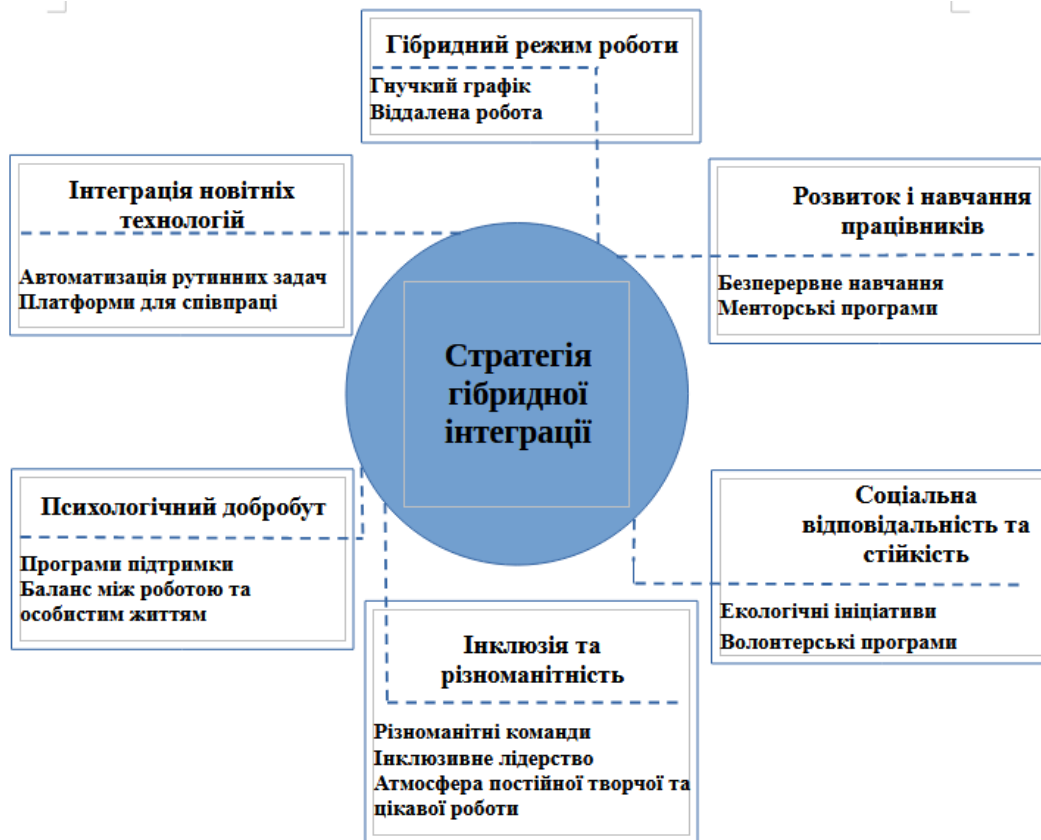 Гібридний режим роботи
Гнучкий графік
Віддалена робота
Інтеграція новітніх
технологій
Автоматизація рутинних задач
Платформи для співпраці
Розвиток і навчання
працівників
Безперервне навчання
Менторські програми
Стратегія
гібридної
інтеграції
Психологічний добробут
Програми підтримки
Баланс між роботою та
особистим життям
Соціальна
відповідальність та
стійкість
Екологічні ініціативи
Волонтерські програми
Інклюзія та
різноманітність
Різноманітні команди
Інклюзивне лідерство
Атмосфера постійної творчої та
цікавої роботи